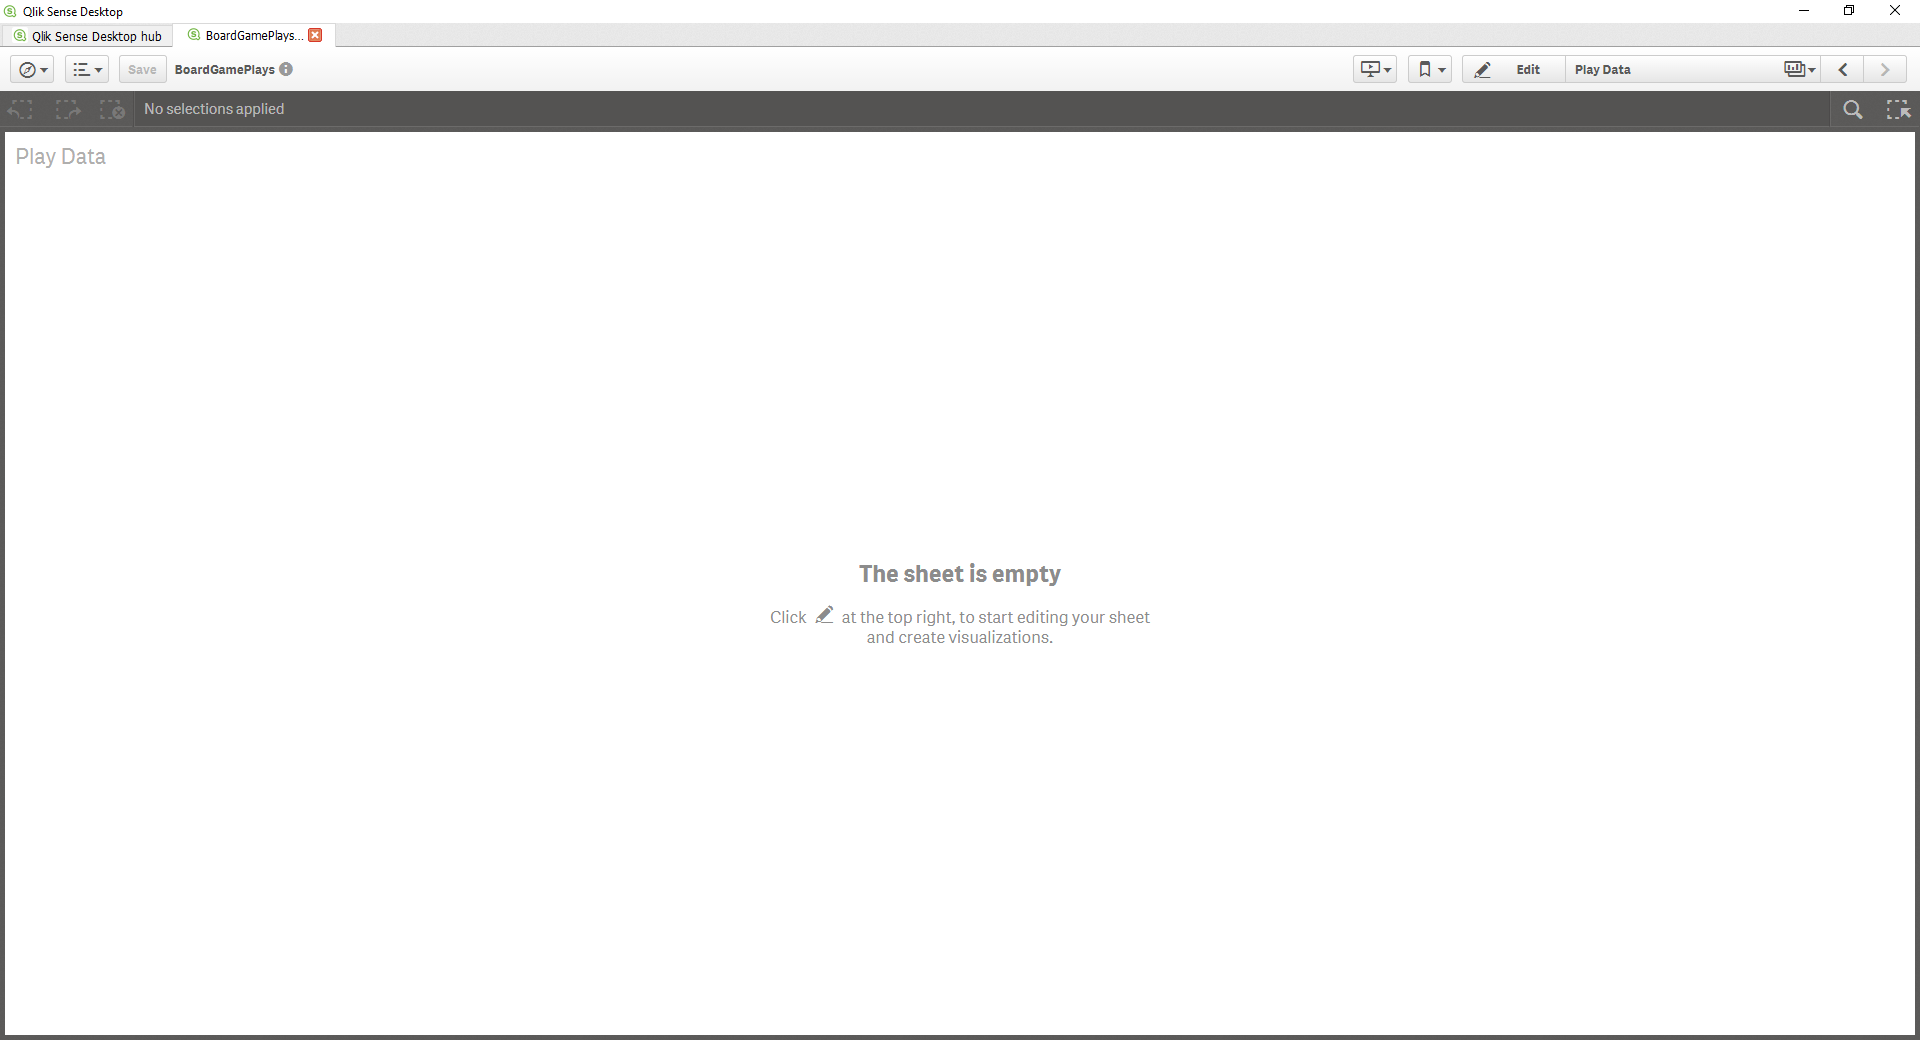 Qlik Sense Desktop
Qlik Sense Desktop hub
BoardGamePlays...
Save
BoardGamePlays
Edit
Play Data
No selections applied
Play Data
The sheet is empty
Click at the top right, to start editing your sheet
and create visualizations.